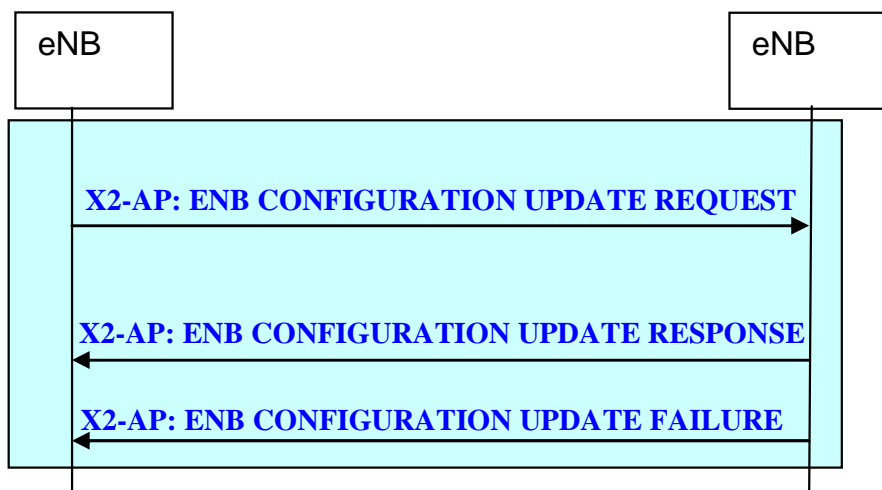 eNB
eNB
X2-AP: ENB CONFIGURATION UPDATE REQUEST
X2-AP: ENB CONFIGURATION UPDATE RESPONSE
X2-AP: ENB CONFIGURATION UPDATE FAILURE